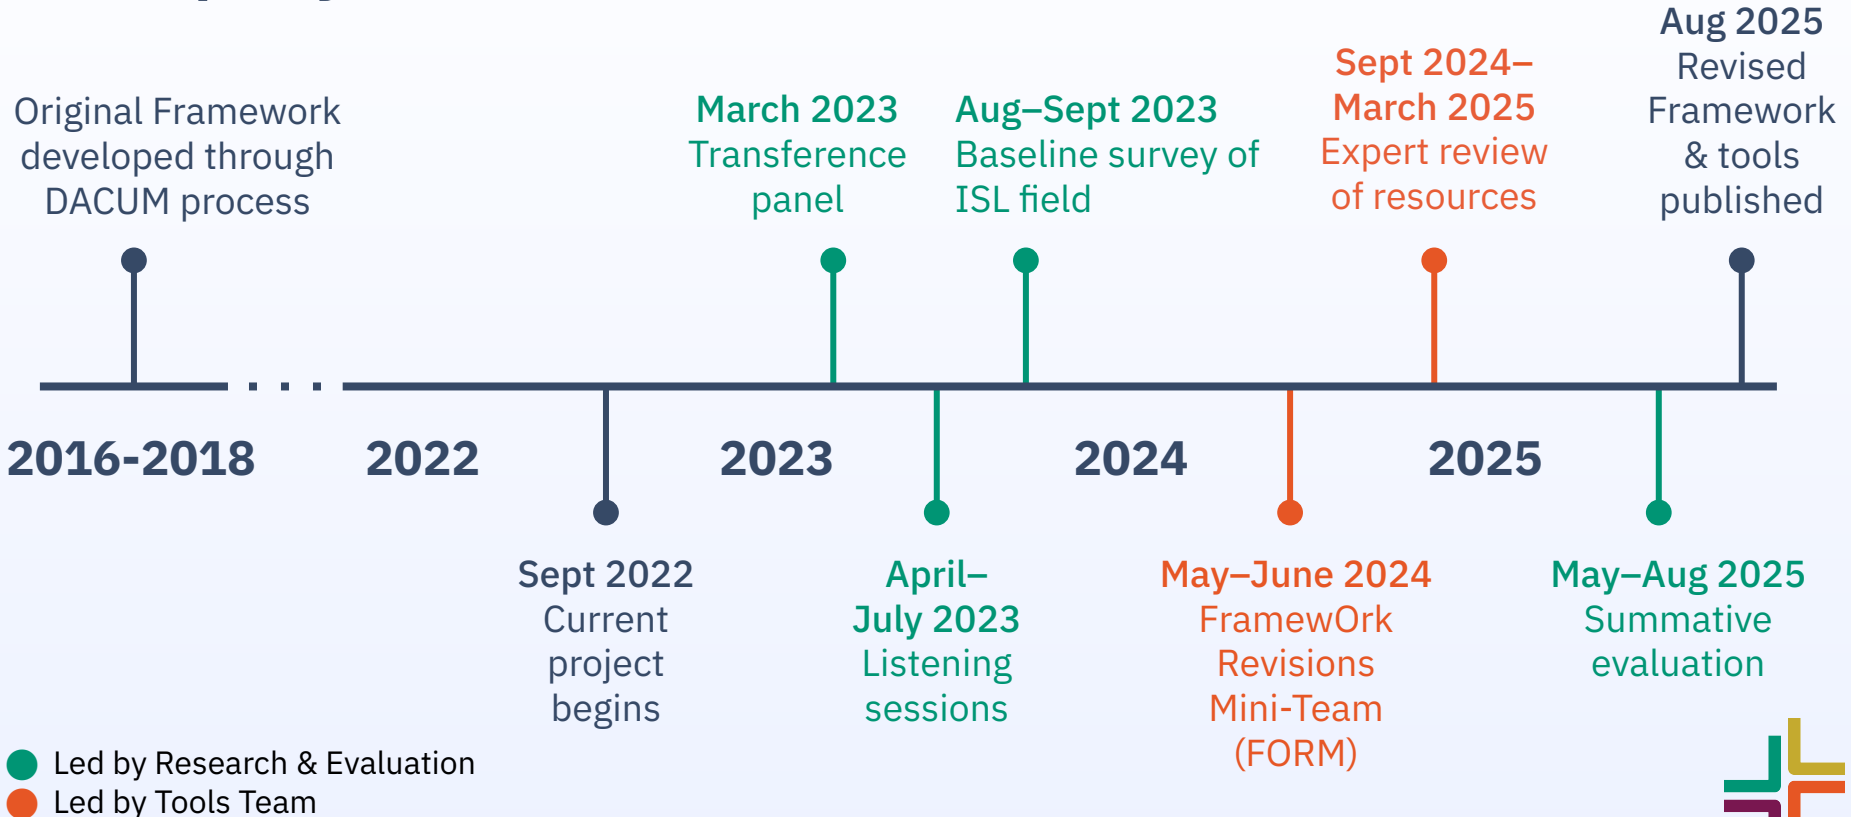 Original Framework
developed through
DACUM process
March 2023
Transference
panel
Aug–Sept 2023
Baseline survey of
ISL field
Sept 2024–
March 2025
Expert review
of resources
Aug 2025
Revised
Framework
& tools
published
2016-2018
2022
2023
2024
2025
Sept 2022
Current
project
begins
April–
July 2023
Listening
sessions
May–June 2024
FramewOrk
Revisions
Mini-Team
(FORM)
May–Aug 2025
Summative
evaluation
Led by Research & Evaluation
Led by Tools Team